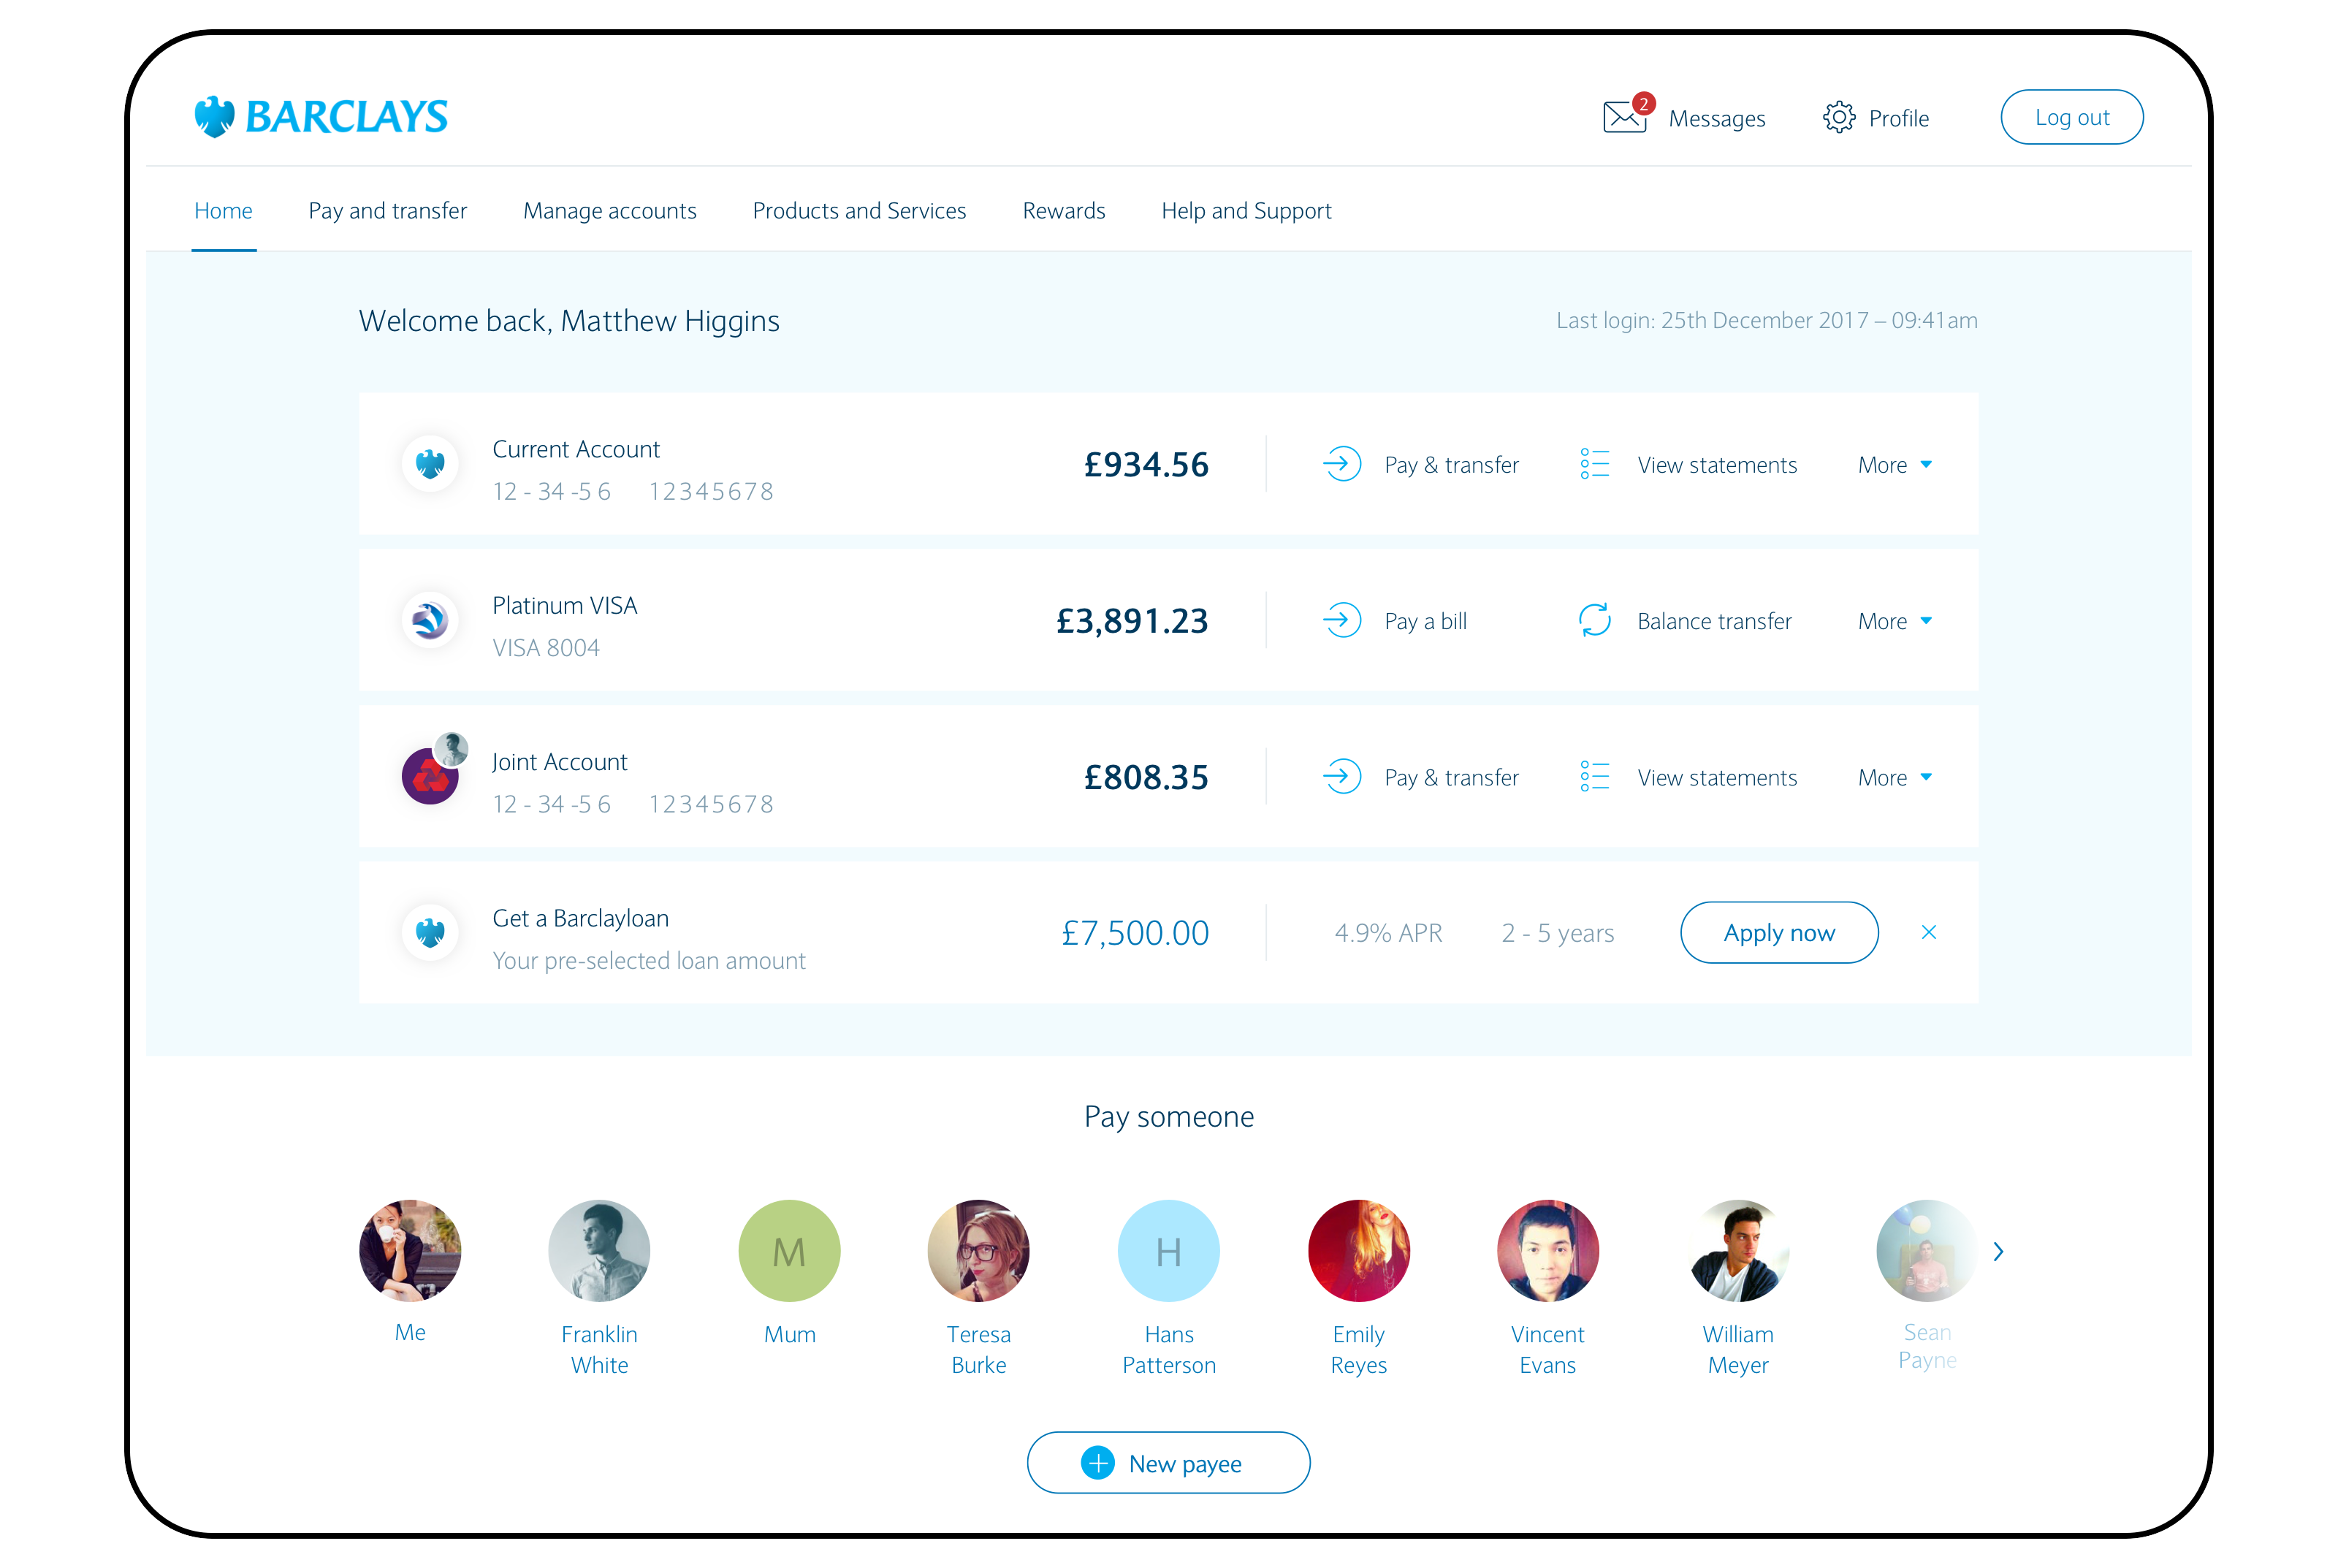 BARCLAYS
2
Messages
Profile
Log out
Home
Pay and transfer
Manage accounts
Products and Services
Rewards
Help and Support
Welcome back, Matthew Higgins
Last login: 25th December 2017 – 09:41am
Current Account
12 - 34 -5 6 12345678
£934.56
Pay & transfer
View statements
More
Platinum VISA
VISA 8004
£3,891.23
Pay a bill
Balance transfer
More
Joint Account
12 - 34 -5 6 12345678
£808.35
Pay & transfer
View statements
More
Get a Barclayloan
Your pre-selected loan amount
£7,500.00
4.9% APR
2 - 5 years
Apply now
Pay someone
M
H
Me
Franklin
White
Mum
Teresa
Burke
Hans
Patterson
Emily
Reyes
Vincent
Evans
William
Meyer
Sean
Payne
New payee